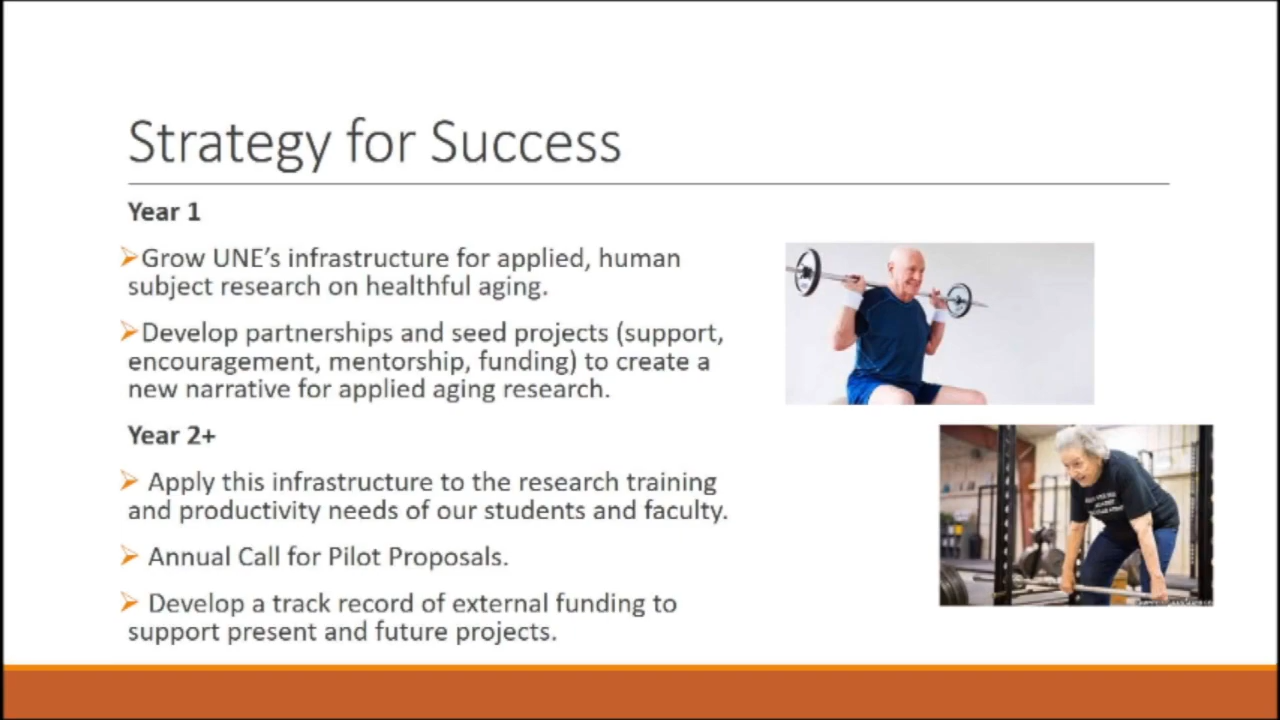 Strategy for Success
Year 1
Grow UNE's infrastructure for applied, human
subject research on healthful aging.
Develop partnerships and seed projects (support,
encouragement, mentorship, funding) to create a
new narrative for applied aging research.
Year 2+
Apply this infrastructure to the research training
and productivity needs of our students and faculty.
Annual Call for Pilot Proposals.
Develop a track record of external funding to
support present and future projects.